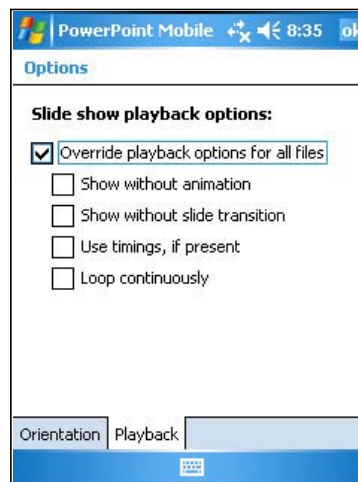 PowerPoint Mobile 8:35 ok
Options
Slide show playback options:
Override playback options for all files
Show without animation
Show without slide transition
Use timings, if present
Loop continuously
Orientation Playback